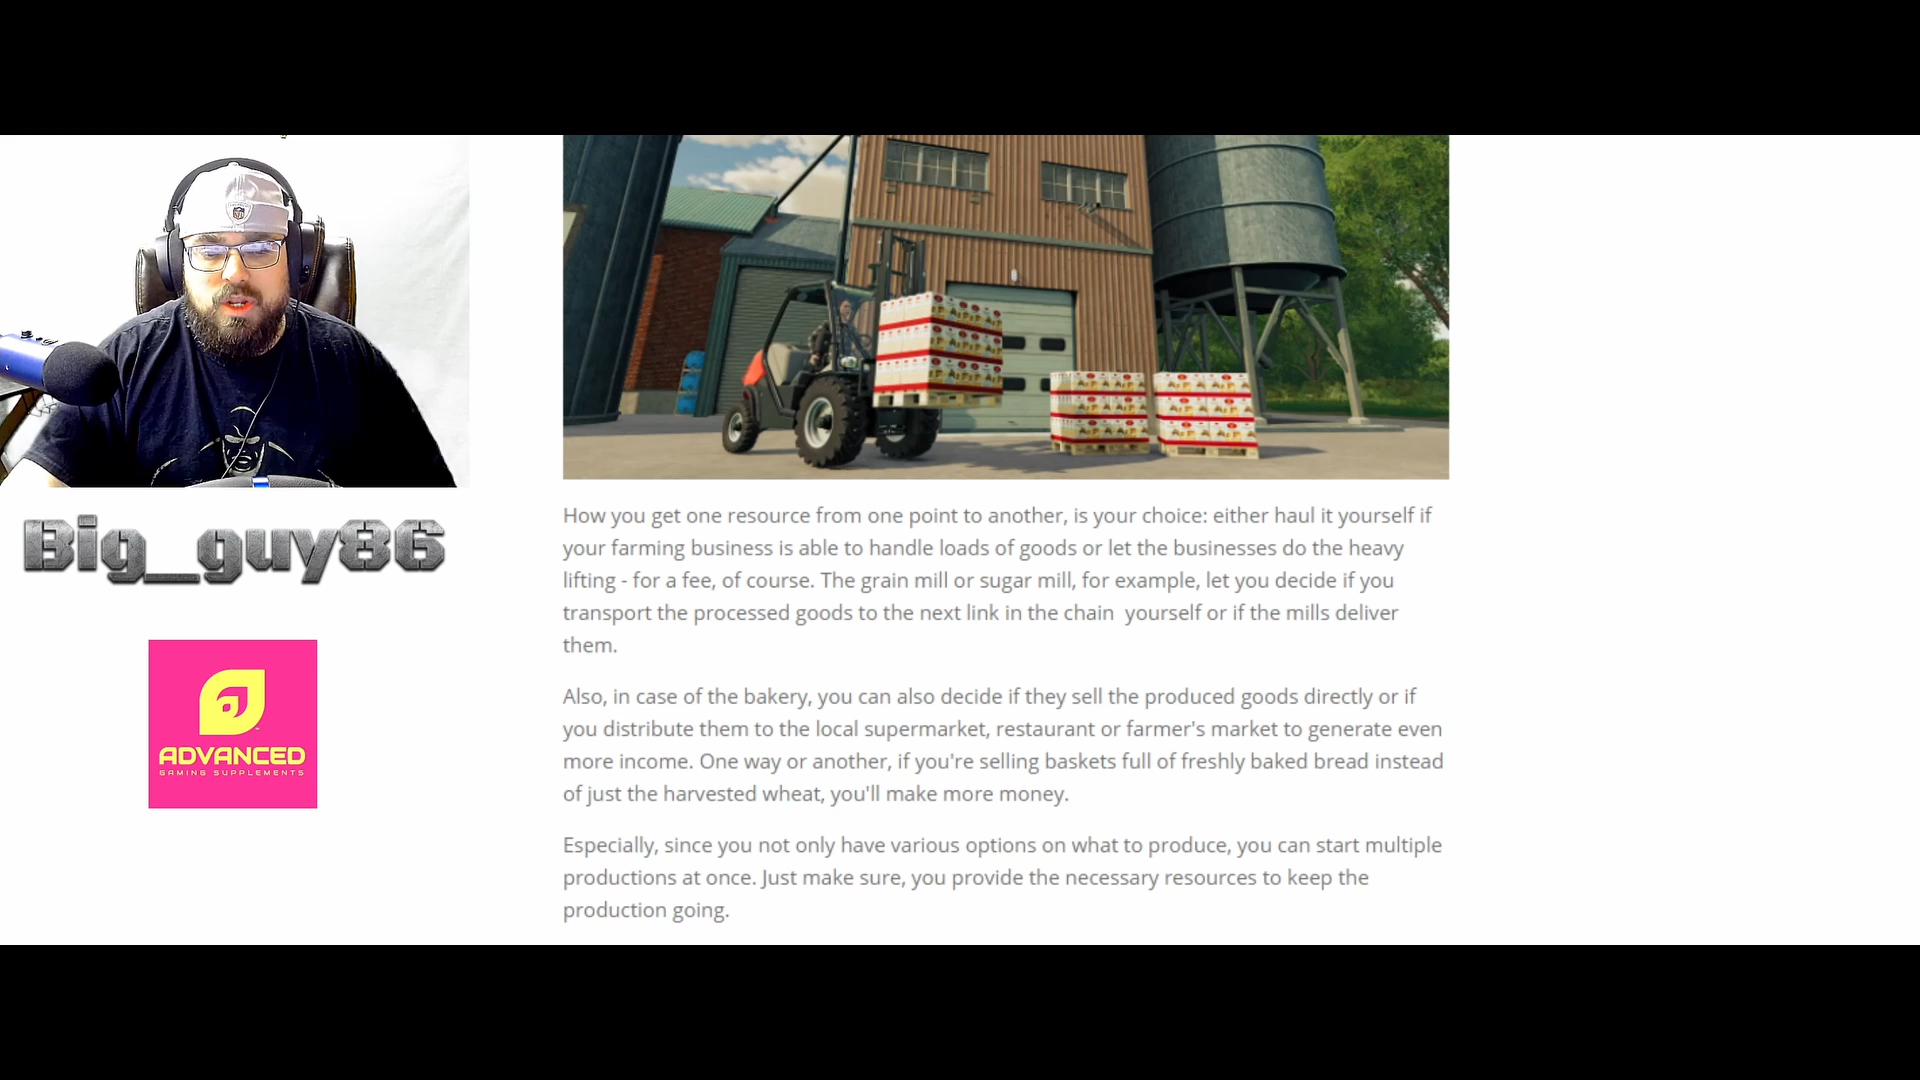 Big_guy86
ADVANCED
GAMING SUPPLEMENTS
How you get one resource from one point to another, is your choice: either haul it yourself if
your farming business is able to handle loads of goods or let the businesses do the heavy
lifting - for a fee, of course. The grain mill or sugar mill, for example, let you decide if you
transport the processed goods to the next link in the chain  yourself or if the mills deliver
them.
Also, in case of the bakery, you can also decide if they sell the produced goods directly or if
you distribute them to the local supermarket, restaurant or farmer's market to generate even
more income. One way or another, if you're selling baskets full of freshly baked bread instead
of just the harvested wheat, you'll make more money.
Especially, since you not only have various options on what to produce, you can start multiple
productions at once. Just make sure, you provide the necessary resources to keep the
production going.